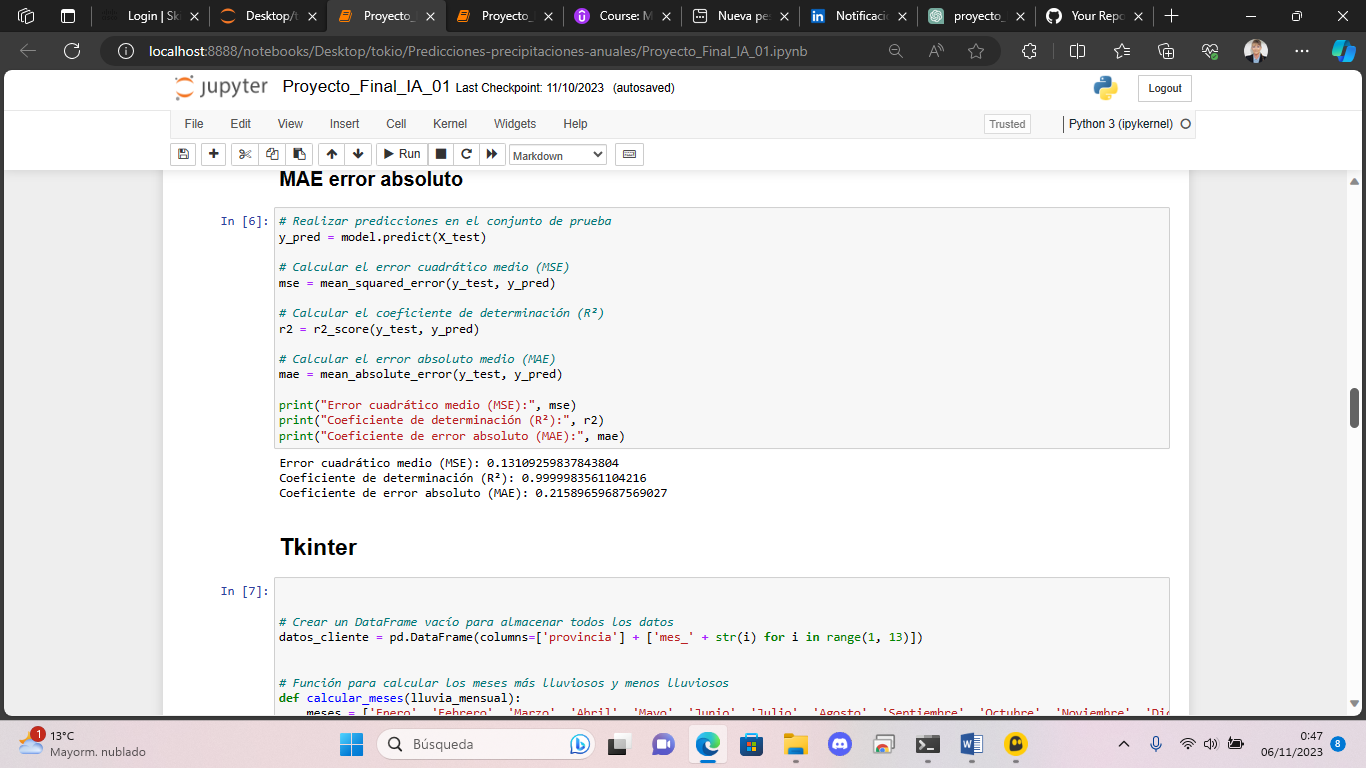 Login | Sk
Desktop/t
Proyecto_
Proyecto_
Course: M
Nueva pe
Notificaci
proyecto_
Your Repo
localhost:8888/notebooks/Desktop/tokio/Predicciones-precipitaciones-anuales/Proyecto_Final_IA_01.ipynb
jupyter Proyecto_Final_IA_01 Last Checkpoint: 11/10/2023 (autosaved)
Logout
File Edit View Insert Cell Kernel Widgets Help
Trusted
Python 3 (ipykernel)
Run
Markdown
MAE error absoluto
In [6]:
# Realizar predicciones en el conjunto de prueba
y_pred = model.predict(X_test)
# Calcular el error cuadrático medio (MSE)
mse = mean_squared_error(y_test, y_pred)
# Calcular el coeficiente de determinación (R²)
r2 = r2_score(y_test, y_pred)
# Calcular el error absoluto medio (MAE)
mae = mean_absolute_error(y_test, y_pred)
print("Error cuadrático medio (MSE):", mse)
print("Coeficiente de determinación (R²):", r2)
print("Coeficiente de error absoluto (MAE):", mae)
Error cuadrático medio (MSE): 0.13109259837843804
Coeficiente de determinación (R²): 0.9999983561104216
Coeficiente de error absoluto (MAE): 0.21589659687569027
Tkinter
In [7]:
# Crear un DataFrame vacío para almacenar todos los datos
datos_cliente = pd.DataFrame(columns=['provincia'] + ['mes_' + str(i) for i in range(1, 13)])
# Función para calcular los meses más lluviosos y menos lluviosos
def calcular_meses(lluvia_mensual):
meses = ['Enero', 'Febrero', 'Marzo', 'Abril', 'Mayo', 'Junio', 'Julio', 'Agosto', 'Septiembre', 'Octubre', 'Noviembre', 'Dic
1
13°C
Mayorm. nublado
Búsqueda
0:47
06/11/2023
8